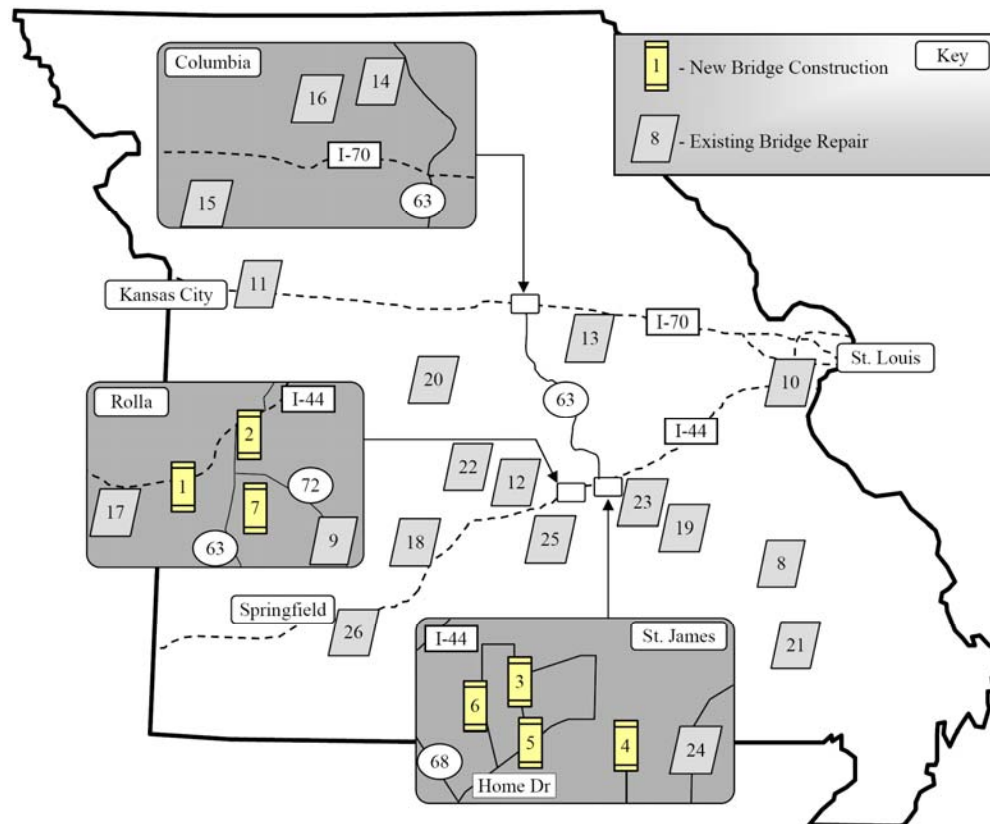 Columbia
16
14
I-70
15
63
Key
1 - New Bridge Construction
8 - Existing Bridge Repair
Kansas City
11
I-70
13
St. Louis
20
10
63
I-44
Rolla
I-44
2
1
72
17
7
63
9
22
12
23
19
18
25
8
Springfield
26
21
I-44
St. James
3
6
5
4
24
68
Home Dr